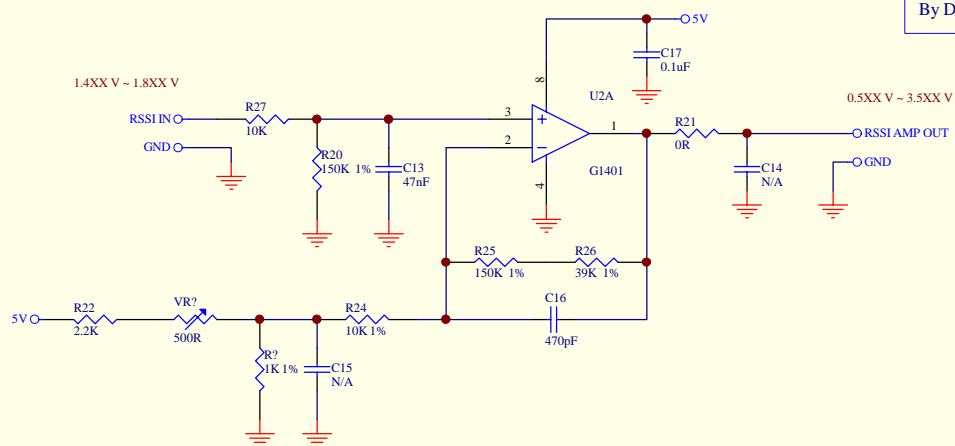 By D
5V
C17
0.1uF
1.4XX V ~ 1.8XX V
0.5XX V ~ 3.5XX V
U2A
8
RSSI IN
R27
10K
3
2
1
R21
0R
RSSI AMP OUT
GND
R20
150K 1%
C13
47nF
4
G1401
C14
N/A
GND
R25
150K 1%
R26
39K 1%
5V
R22
2.2K
VR?
500R
R24
10K 1%
C16
470pF
R?
1K 1%
C15
N/A